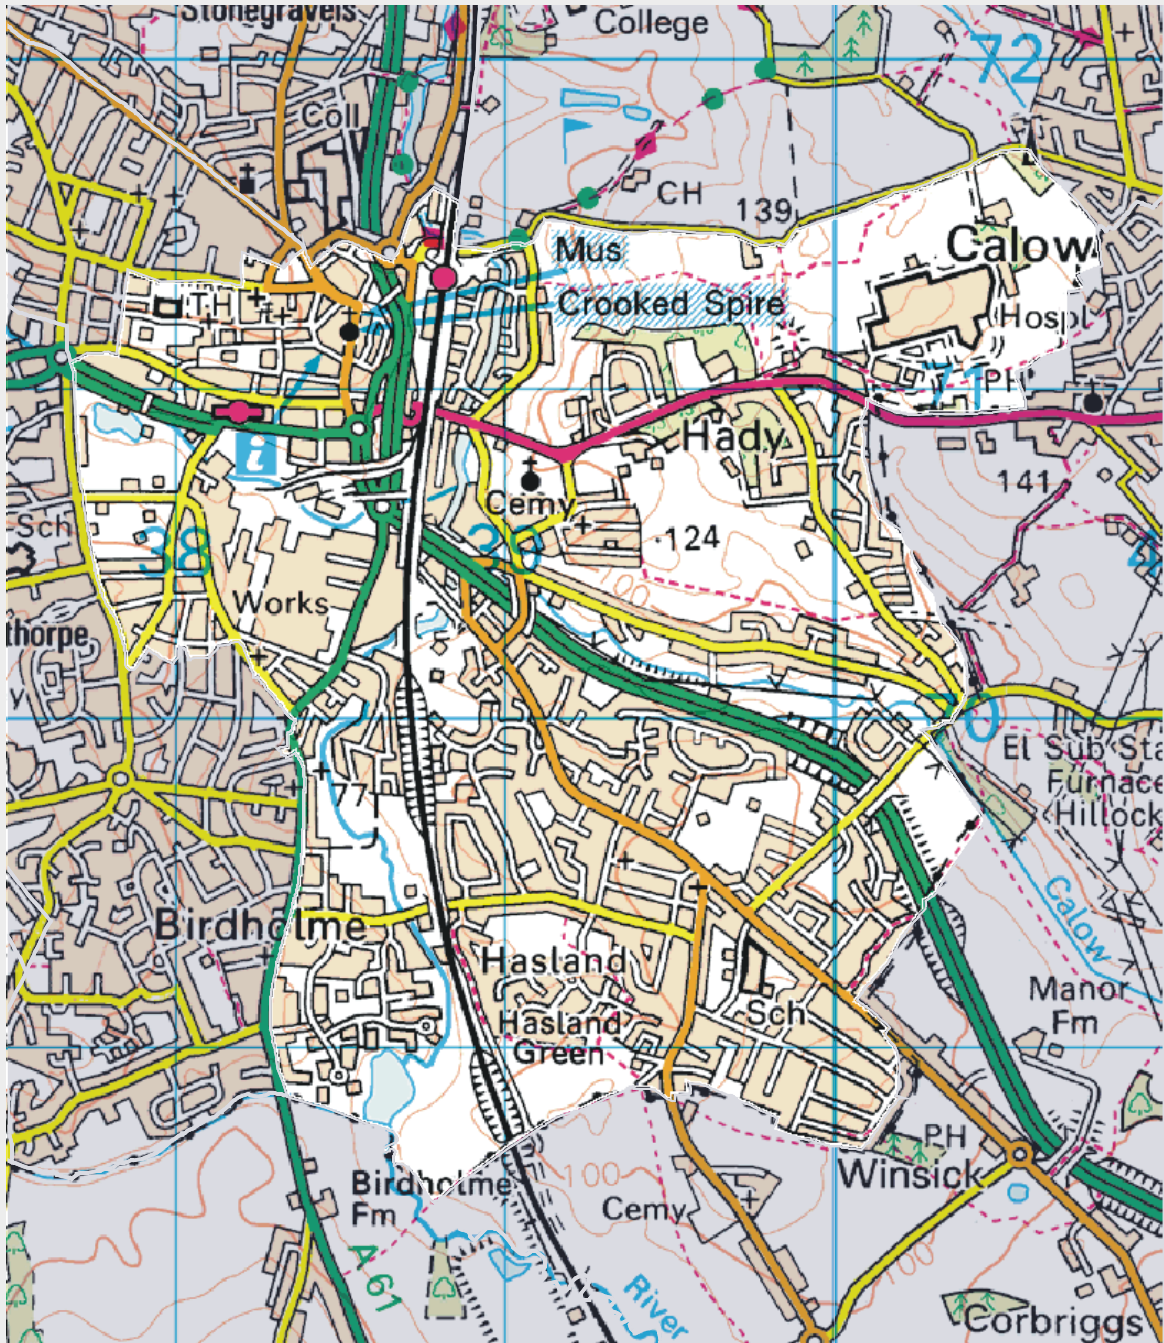 Stonegravels
College
72
Coll
CH
139
Mus
Calow
T.H
Crooked Spire
Hospl
71
PH
i
Hady
Cemy
141
Sch
38
39
124
Works
100
thorpe
y
70
El Sub Sta
Furnace
Hillock
77
Calow
Birdholme
Hasland
Manor
Fm
Sch
Hasland
Green
PH
Winsick
100
Birdholme
Fm
Cemy
A 61
River
Corbriggs